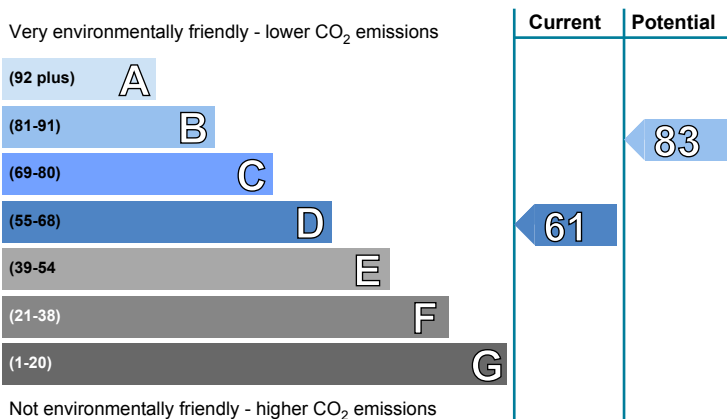 Very environmentally friendly - lower CO2 emissions
Current
Potential
(92 plus) A
(81-91) B
83
(69-80) C
(55-68) D
61
(39-54 E
(21-38) F
(1-20) G
Not environmentally friendly - higher CO2 emissions